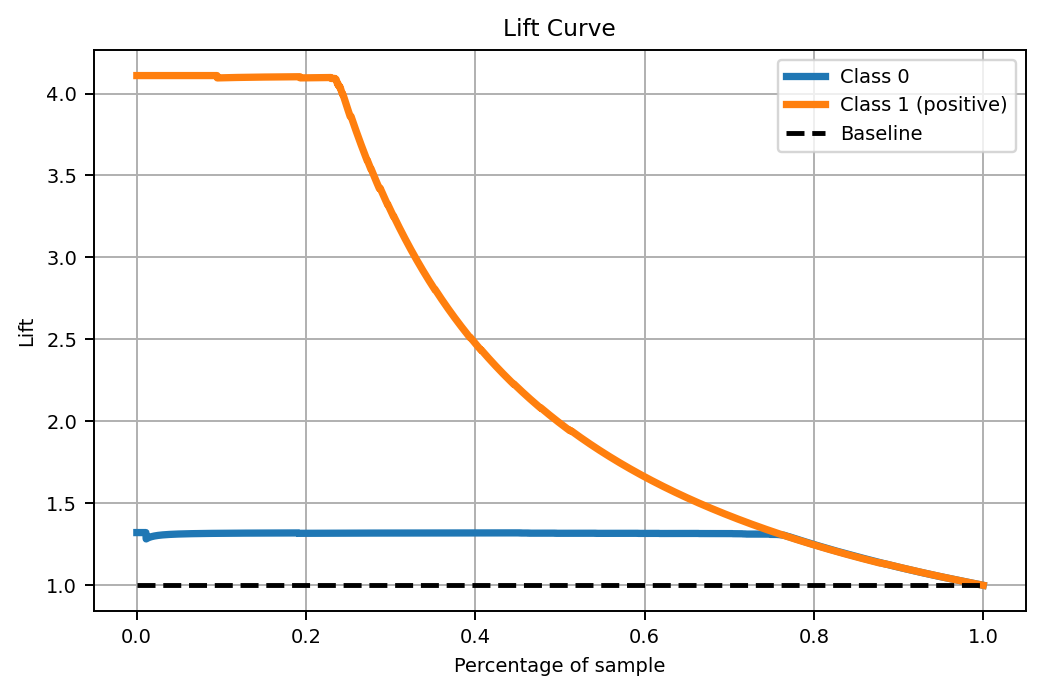 Lift Curve
Class 0
Class 1 (positive)
Baseline
4.0
3.5
3.0
2.5
2.0
1.5
1.0
Lift
0.0 0.2 0.4 0.6 0.8 1.0
Percentage of sample